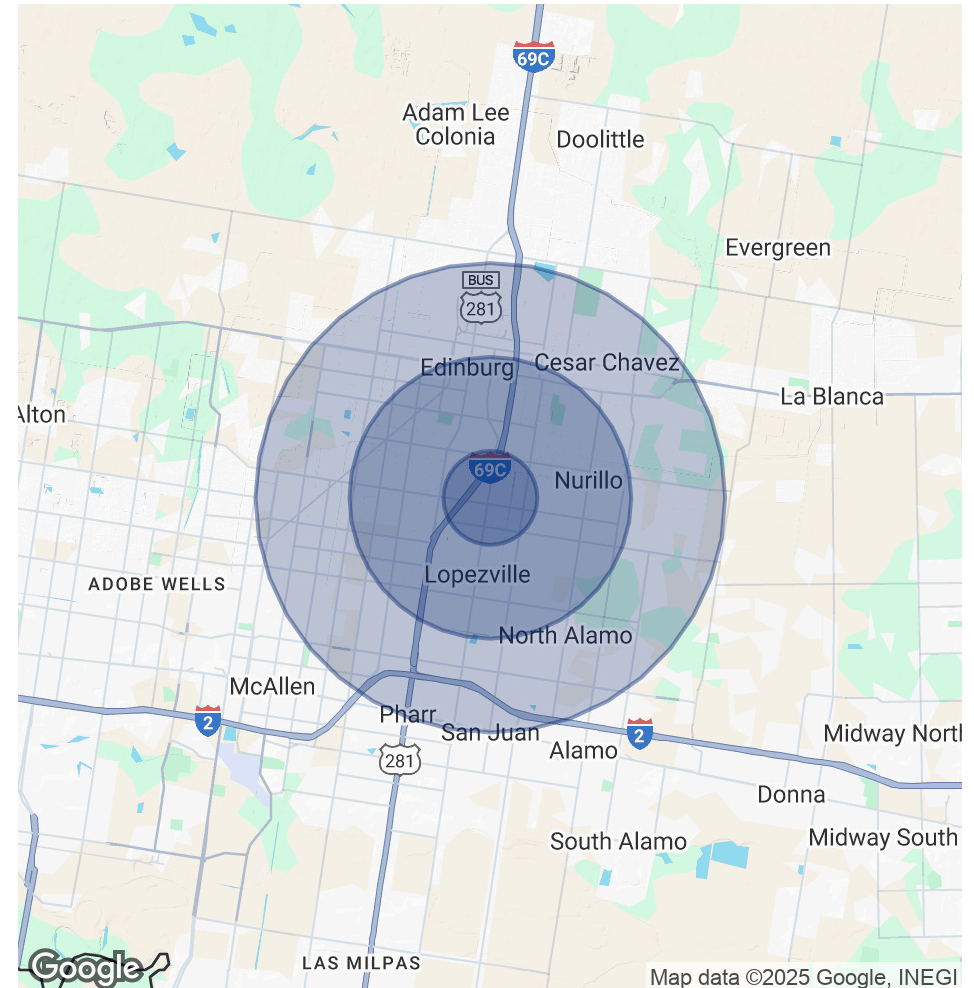 69C
Adam Lee
Colonia
Doolittle
Evergreen
BUS
281
Edinburg
Cesar Chavez
La Blanca
Alton
69C
Nurillo
Lopezville
ADOBE WELLS
North Alamo
McAllen
2
Pharr
San Juan
2
Midway North
281
Alamo
Donna
South Alamo
Midway South
LAS MILPAS
Google
Map data ©2025 Google, INEGI